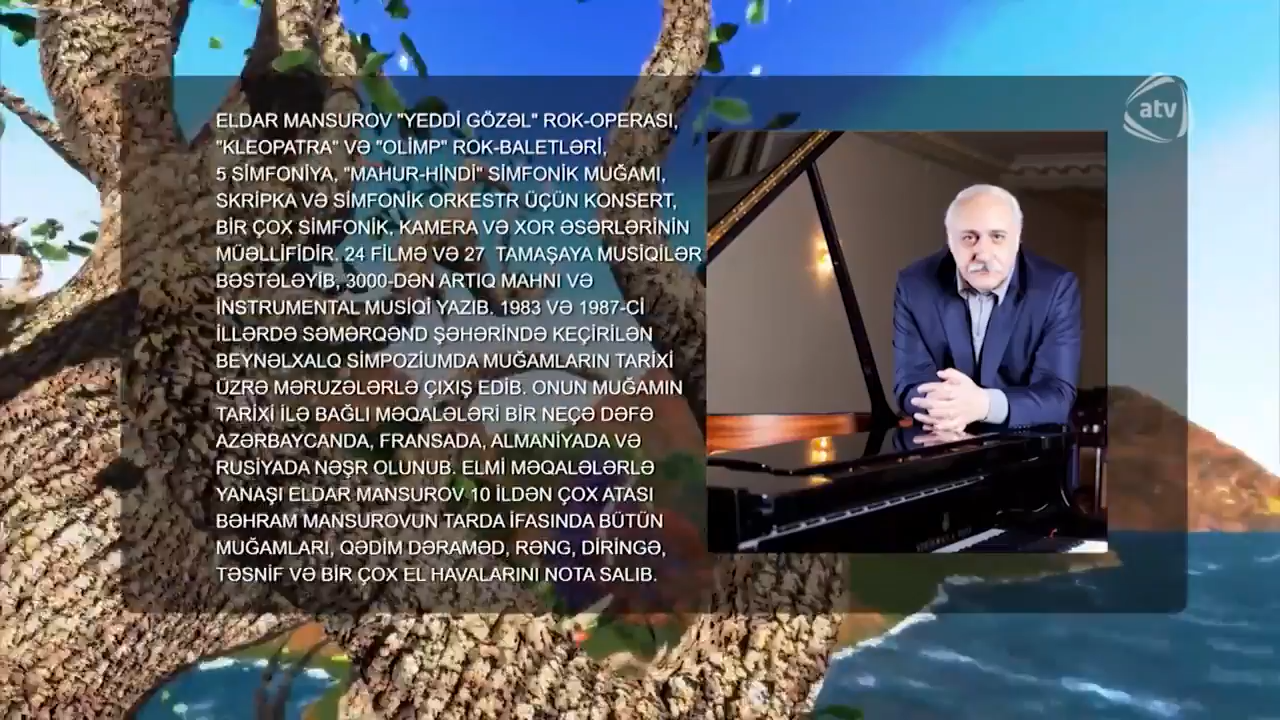 ELDAR MANSUROV "YEDDİ GÖZƏL" ROK-OPERASI,
"KLEOPATRA" VƏ "OLİMP" ROK-BALETLƏRİ,
5 SİMFONİYA, "MAHUR-HİNDİ" SİMFONİK MUĞAMI,
SKRİPKA VƏ SİMFONİK ORKESTR ÜÇÜN KONSERT,
BİR ÇOX SİMFONİK, KAMERA VƏ XOR ƏSƏRLƏRİNİN
MÜƏLLİFİDİR. 24 FİLMƏ VƏ 27 TAMAŞAYA MUSİQİLƏR
BƏSTƏLƏYİB, 3000-DƏN ARTIQ MAHNI VƏ
İNSTRUMENTAL MUSİQİ YAZIB. 1983 VƏ 1987-Cİ
İLLƏRDƏ SƏMƏRQƏND ŞƏHƏRİNDƏ KEÇİRİLƏN
BEYNƏLXALQ SİMPOZİUMDA MUĞAMLARIN TARİXİ
ÜZRƏ MƏRUZƏLƏRLƏ ÇIXIŞ EDİB. ONUN MUĞAMIN
TARİXİ İLƏ BAĞLI MƏQALƏLƏRİ BİR NEÇƏ DƏFƏ
AZƏRBAYCANDA, FRANSADA, ALMANİYADA VƏ
RUSİYADA NƏŞR OLUNUB. ELMİ MƏQALƏLƏRLƏ
YANAŞI ELDAR MANSUROV 10 İLDƏN ÇOX ATASI
BƏHRAM MANSUROVUN TARDA İFASINDA BÜTÜN
MUĞAMLARI, QƏDİM DƏRAMƏD, RƏNG, DİRİNGƏ,
TƏSNİF VƏ BİR ÇOX EL HAVALARINI NOTA SALIB.
atv